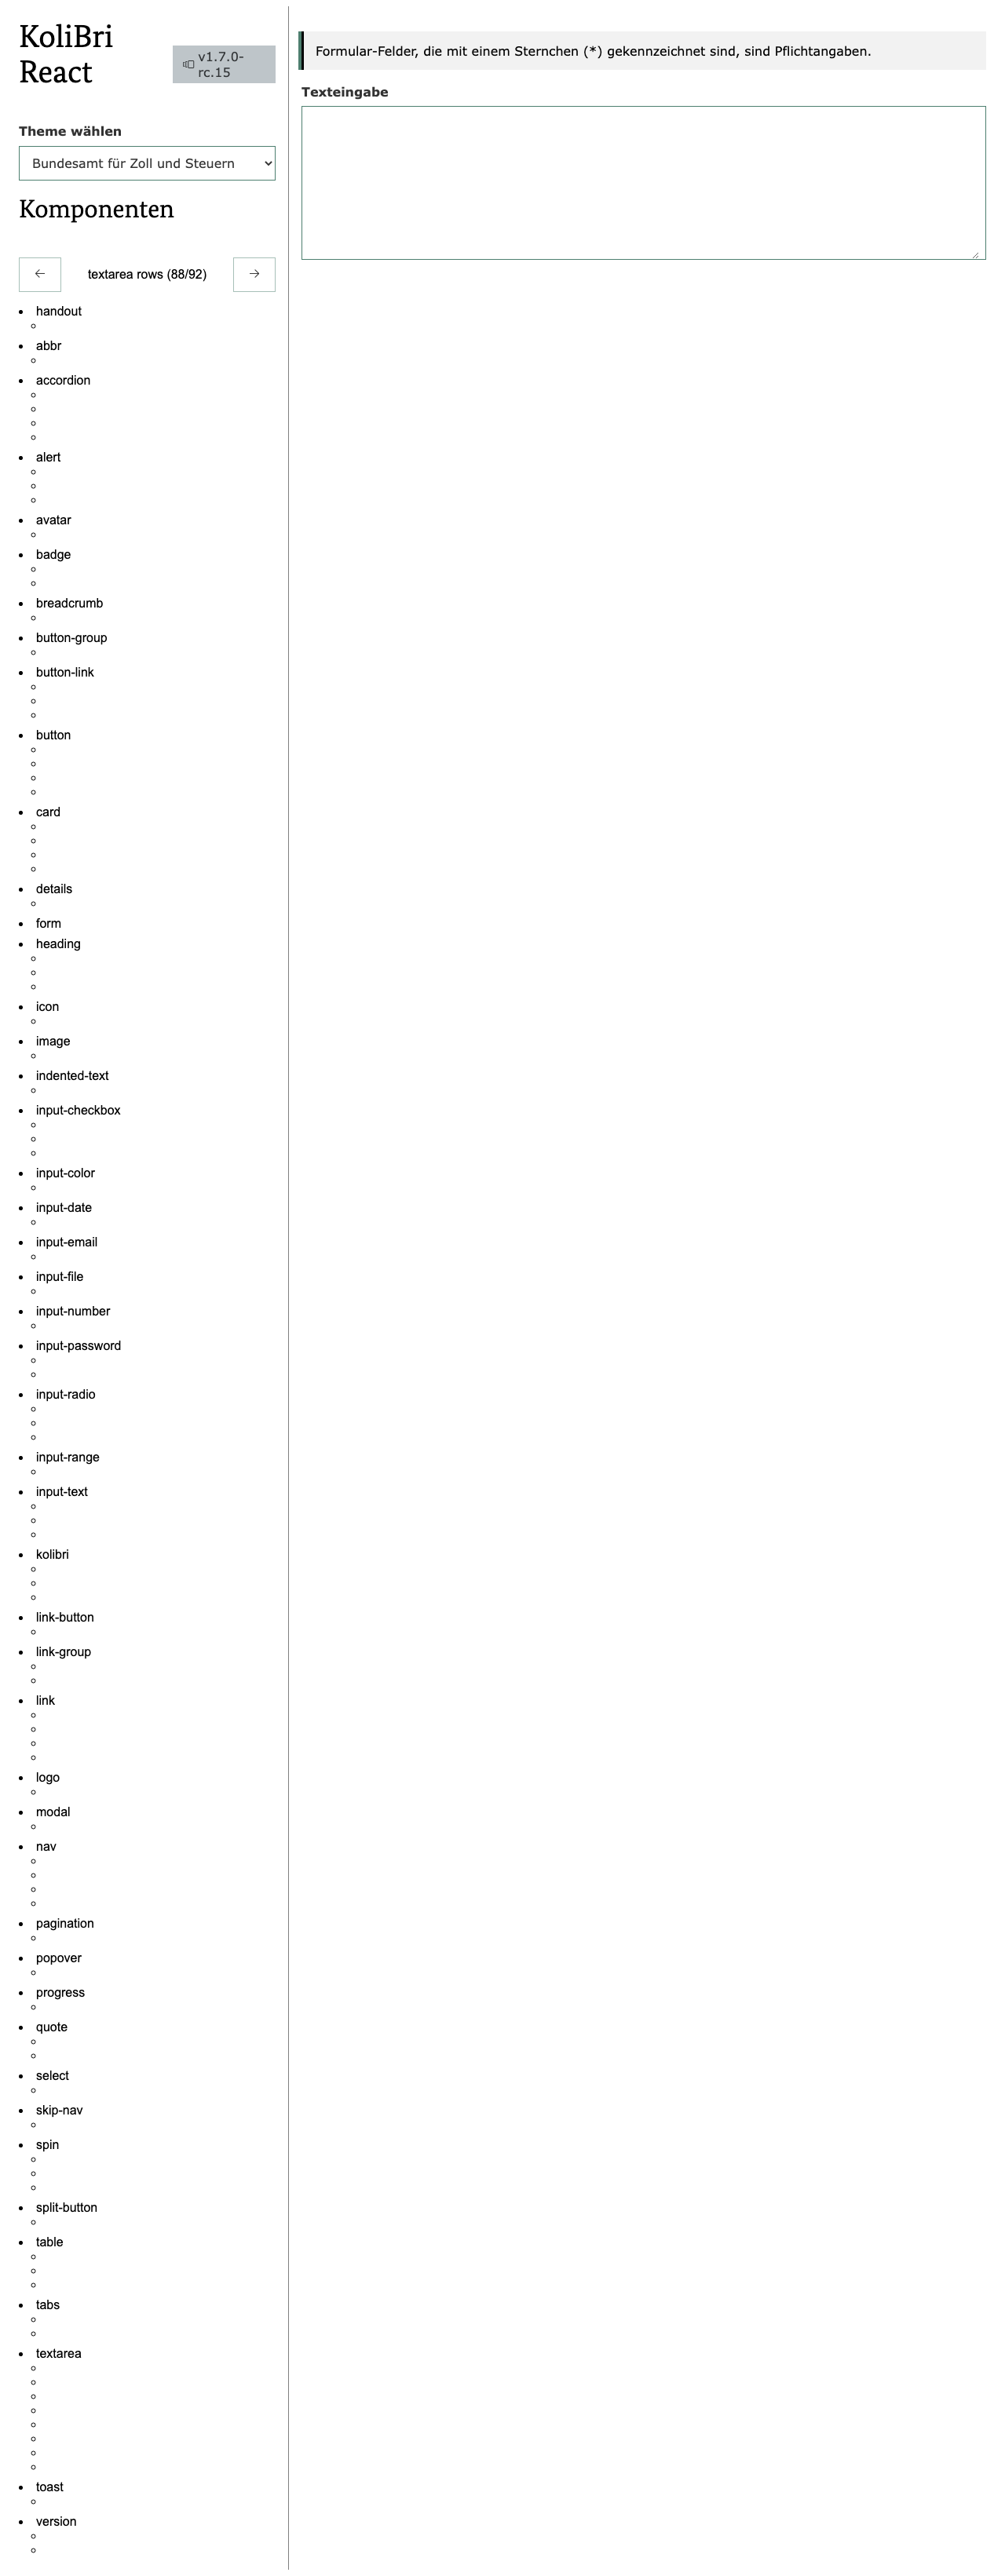 KoliBri
React
v1.7.0-
rc.15
Theme wählen
Bundesamt für Zoll und Steuern
Komponenten
textarea rows (88/92)
handout
abbr
accordion
alert
avatar
badge
breadcrumb
button-group
button-link
button
card
details
form
heading
icon
image
indented-text
input-checkbox
input-color
input-date
input-email
input-file
input-number
input-password
input-radio
input-range
input-text
kolibri
link-button
link-group
link
logo
modal
nav
pagination
popover
progress
quote
select
skip-nav
spin
split-button
table
tabs
textarea
toast
version
Formular-Felder, die mit einem Sternchen (*) gekennzeichnet sind, sind Pflichtangaben.
Texteingabe